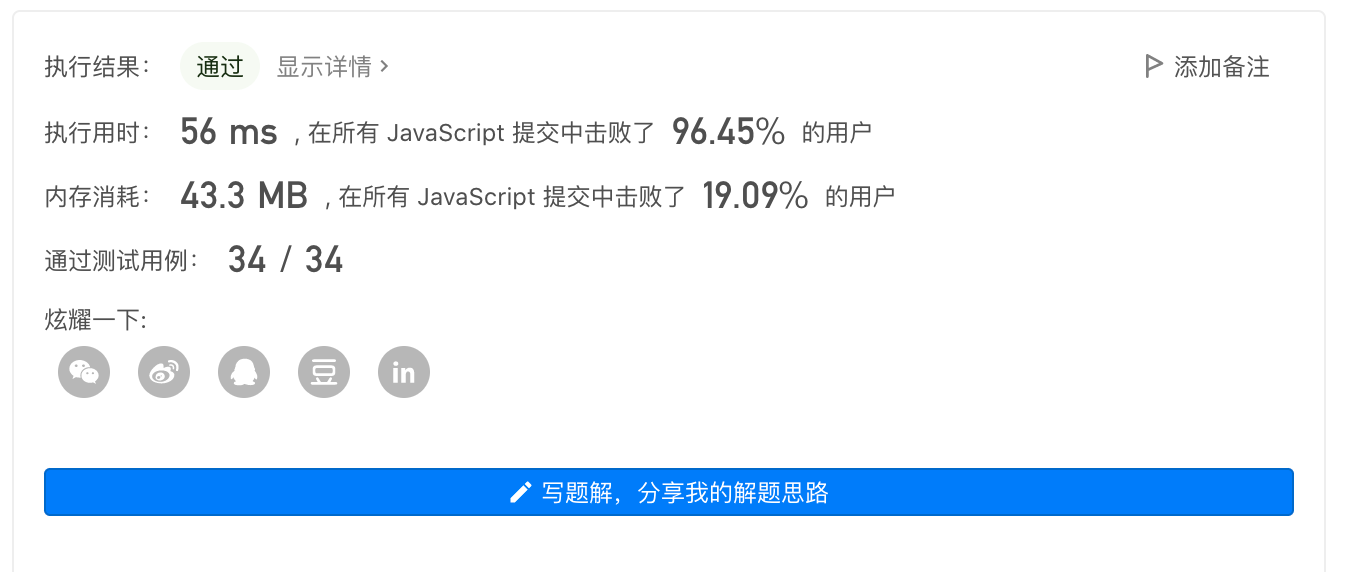 执行结果： 通过 显示详情 › 添加备注
执行用时： 56 ms , 在所有 JavaScript 提交中击败了 96.45% 的用户
内存消耗： 43.3 MB , 在所有 JavaScript 提交中击败了 19.09% 的用户
通过测试用例： 34 / 34
炫耀一下:
豆 in
写题解，分享我的解题思路